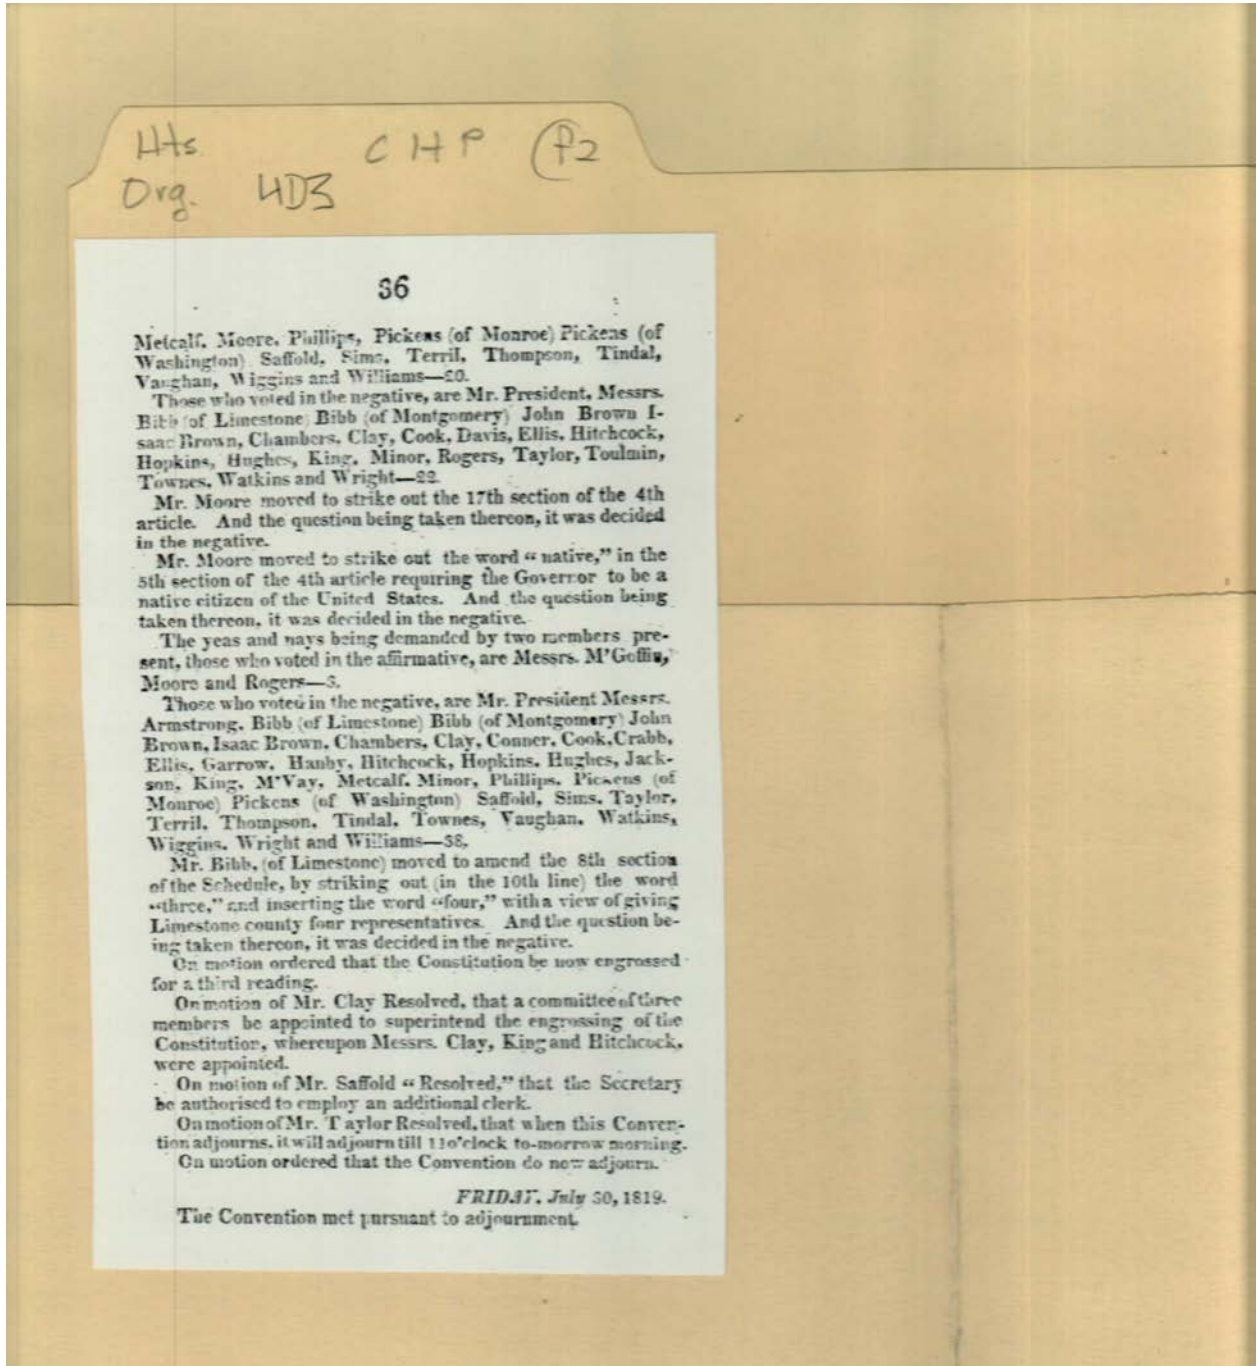 Hts C H P P2
Org. 4D3
36
Metcalf, Moore, Phillips, Pickens (of Monroe) Pickens (of
Washington) Saffold, Sims, Terril, Thompson, Tindal,
Vaughan, Wiggins and Williams—20.
Those who voted in the negative, are Mr. President, Messrs.
Bibb (of Limestone) Bibb (of Montgomery) John Brown I-
saac Brown, Chambers, Clay, Cook, Davis, Ellis, Hitchcock,
Hopkins, Hughes, King, Minor, Rogers, Taylor, Toulmin,
Townes, Watkins and Wright—22.
Mr. Moore moved to strike out the 17th section of the 4th
article. And the question being taken thereon, it was decided
in the negative.
Mr. Moore moved to strike out the word “native,” in the
5th section of the 4th article requiring the Governor to be a
native citizen of the United States. And the question being
taken thereon, it was decided in the negative.
The yeas and nays being demanded by two members pre-
sent, those who voted in the affirmative, are Messrs. M'Goffin,
Moore and Rogers—3.
Those who voted in the negative, are Mr. President Messrs.
Armstrong, Bibb (of Limestone) Bibb (of Montgomery) John
Brown, Isaac Brown, Chambers, Clay, Conner, Cook, Crabb,
Ellis, Garrow, Hanby, Hitchcock, Hopkins, Hughes, Jack-
son, King, M'Vay, Metcalf, Minor, Phillips, Pickens (of
Monroe) Pickens (of Washington) Saffold, Sims, Taylor,
Terril, Thompson, Tindal, Townes, Vaughan, Watkins,
Wiggins, Wright and Williams—38.
Mr. Bibb, (of Limestone) moved to amend the 8th section
of the Schedule, by striking out (in the 10th line) the word
“three,” and inserting the word “four,” with a view of giving
Limestone county four representatives. And the question be-
ing taken thereon, it was decided in the negative.
On motion ordered that the Constitution be now engrossed
for a third reading.
On motion of Mr. Clay Resolved, that a committee of three
members be appointed to superintend the engrossing of the
Constitution, whereupon Messrs. Clay, King and Hitchcock,
were appointed.
On motion of Mr. Saffold “Resolved,” that the Secretary
be authorised to employ an additional clerk.
On motion of Mr. Taylor Resolved, that when this Conven-
tion adjourns, it will adjourn till 11 o'clock to-morrow morning.
On motion ordered that the Convention do now adjourn.
FRIDAY, July 30, 1819.
The Convention met pursuant to adjournment.